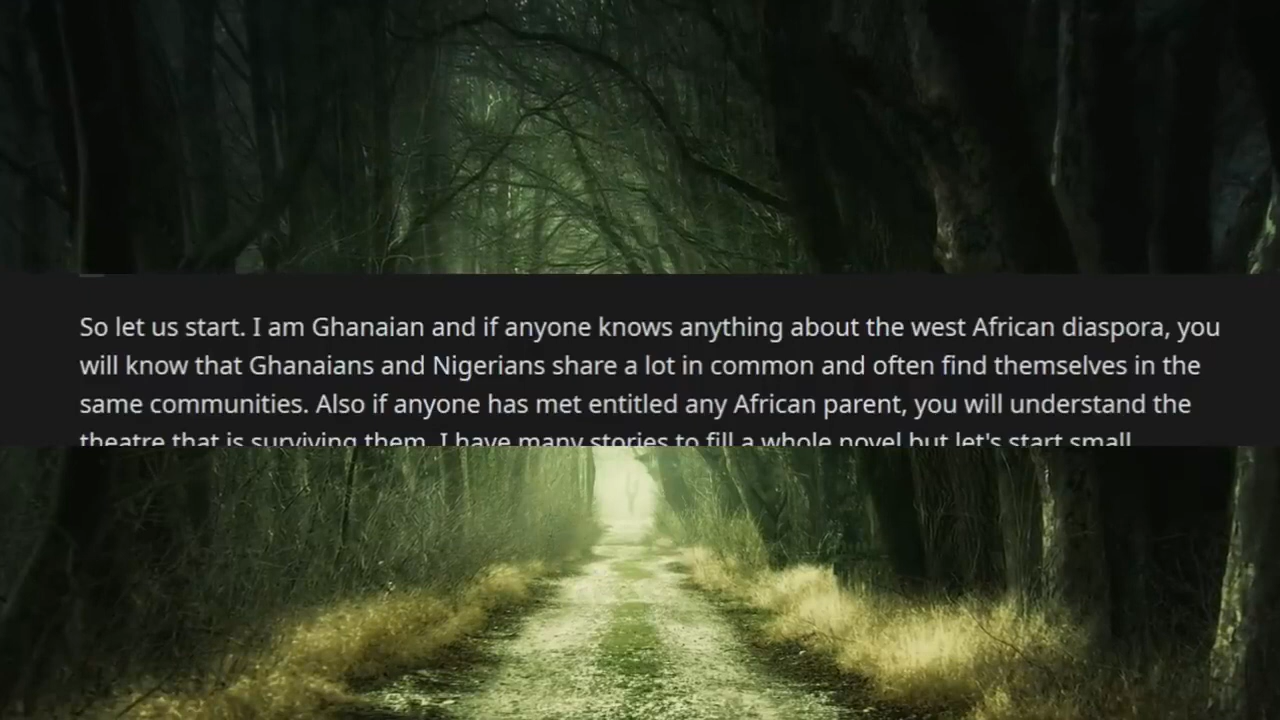 So let us start. I am Ghanaian and if anyone knows anything about the west African diaspora, you
will know that Ghanaians and Nigerians share a lot in common and often find themselves in the
same communities. Also if anyone has met entitled any African parent, you will understand the
theatre that is surviving them. I have many stories to fill a whole novel but let's start small